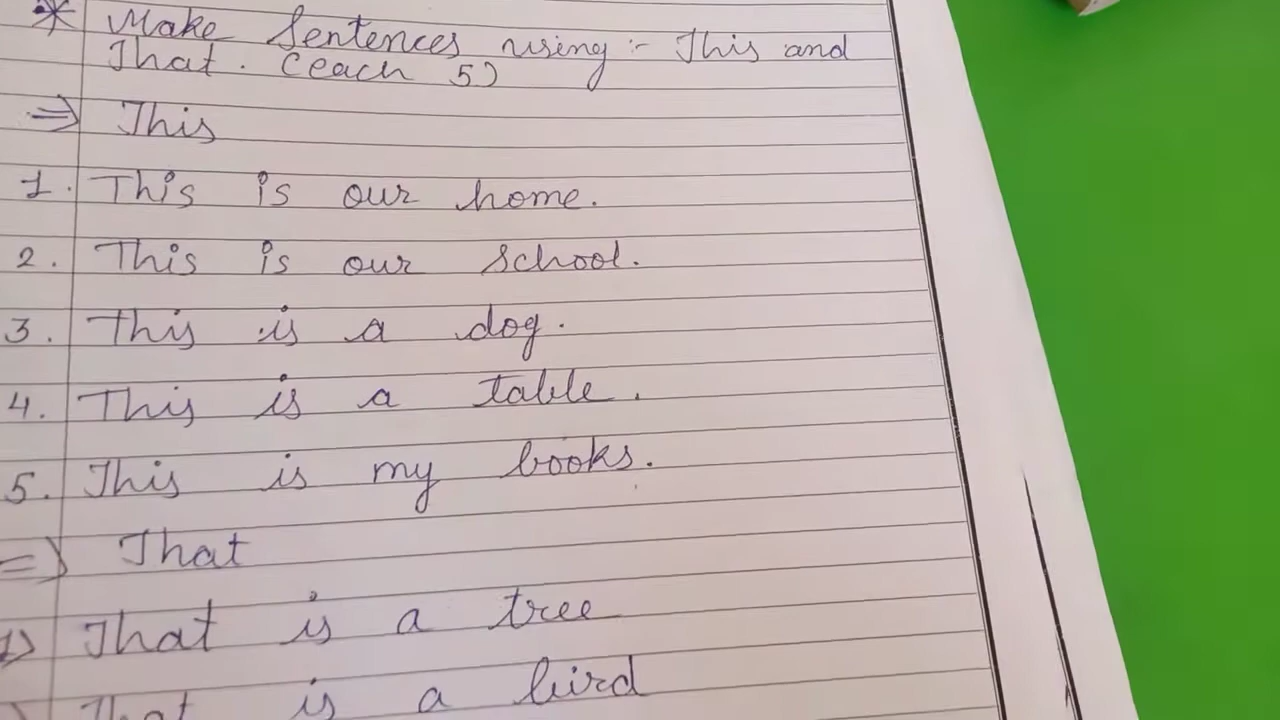 * Make Sentences using :- This and
That. (each 5)
⇒ This
1. This is our home.
2. This is our school.
3. This is a dog.
4. This is a table.
5. This is my books.
=> That
1) That is a tree
) That is a bird